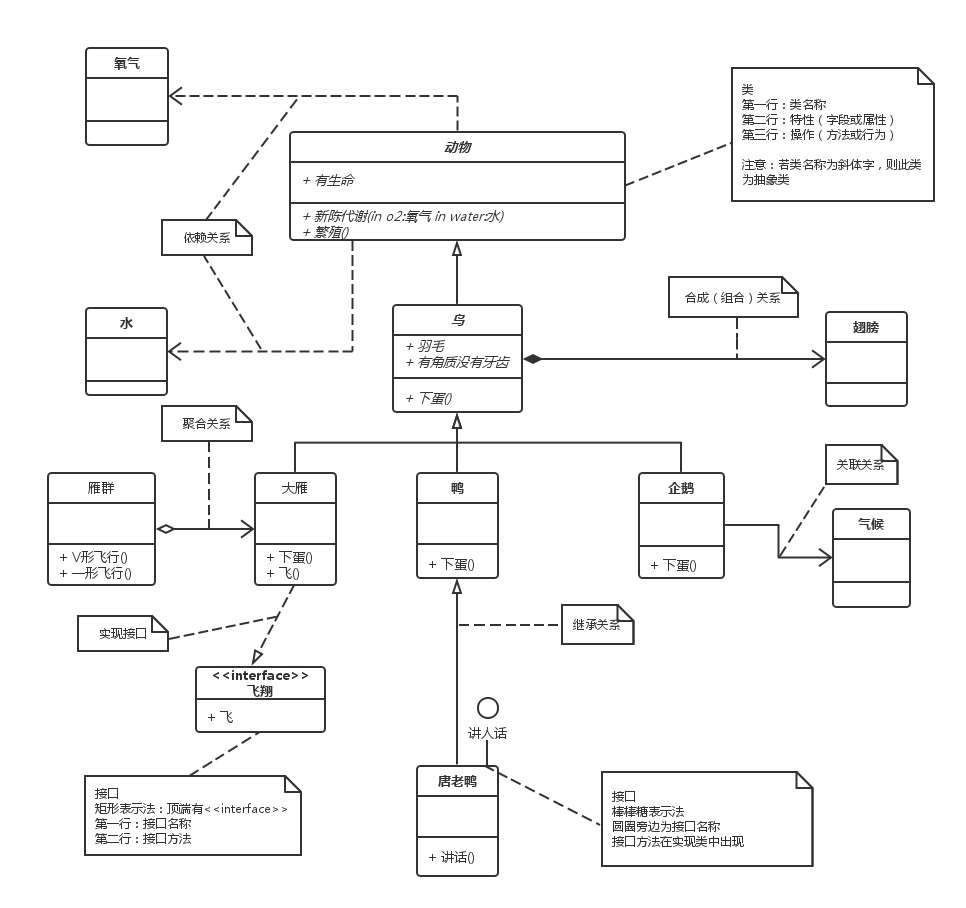 氧气
类
第一行：类名称
第二行：特性（字段或属性）
第三行：操作（方法或行为）
注意：若类名称为斜体字，则此类
为抽象类
动物
+ 有生命
+ 新陈代谢(in o2:氧气 in water:水)
+ 繁殖()
依赖关系
合成（组合）关系
水
鸟
+ 羽毛
+ 有角质没有牙齿
+ 下蛋()
翅膀
聚合关系
关联关系
雁群
+ V形飞行()
+ 一形飞行()
大雁
+ 下蛋()
+ 飞()
鸭
+ 下蛋()
企鹅
+ 下蛋()
气候
实现接口
继承关系
<<interface>>
飞翔
+ 飞
讲人话
接口
矩形表示法：顶端有<<interface>>
第一行：接口名称
第二行：接口方法
唐老鸭
+ 讲话()
接口
棒棒糖表示法
圆圈旁边为接口名称
接口方法在实现类中出现